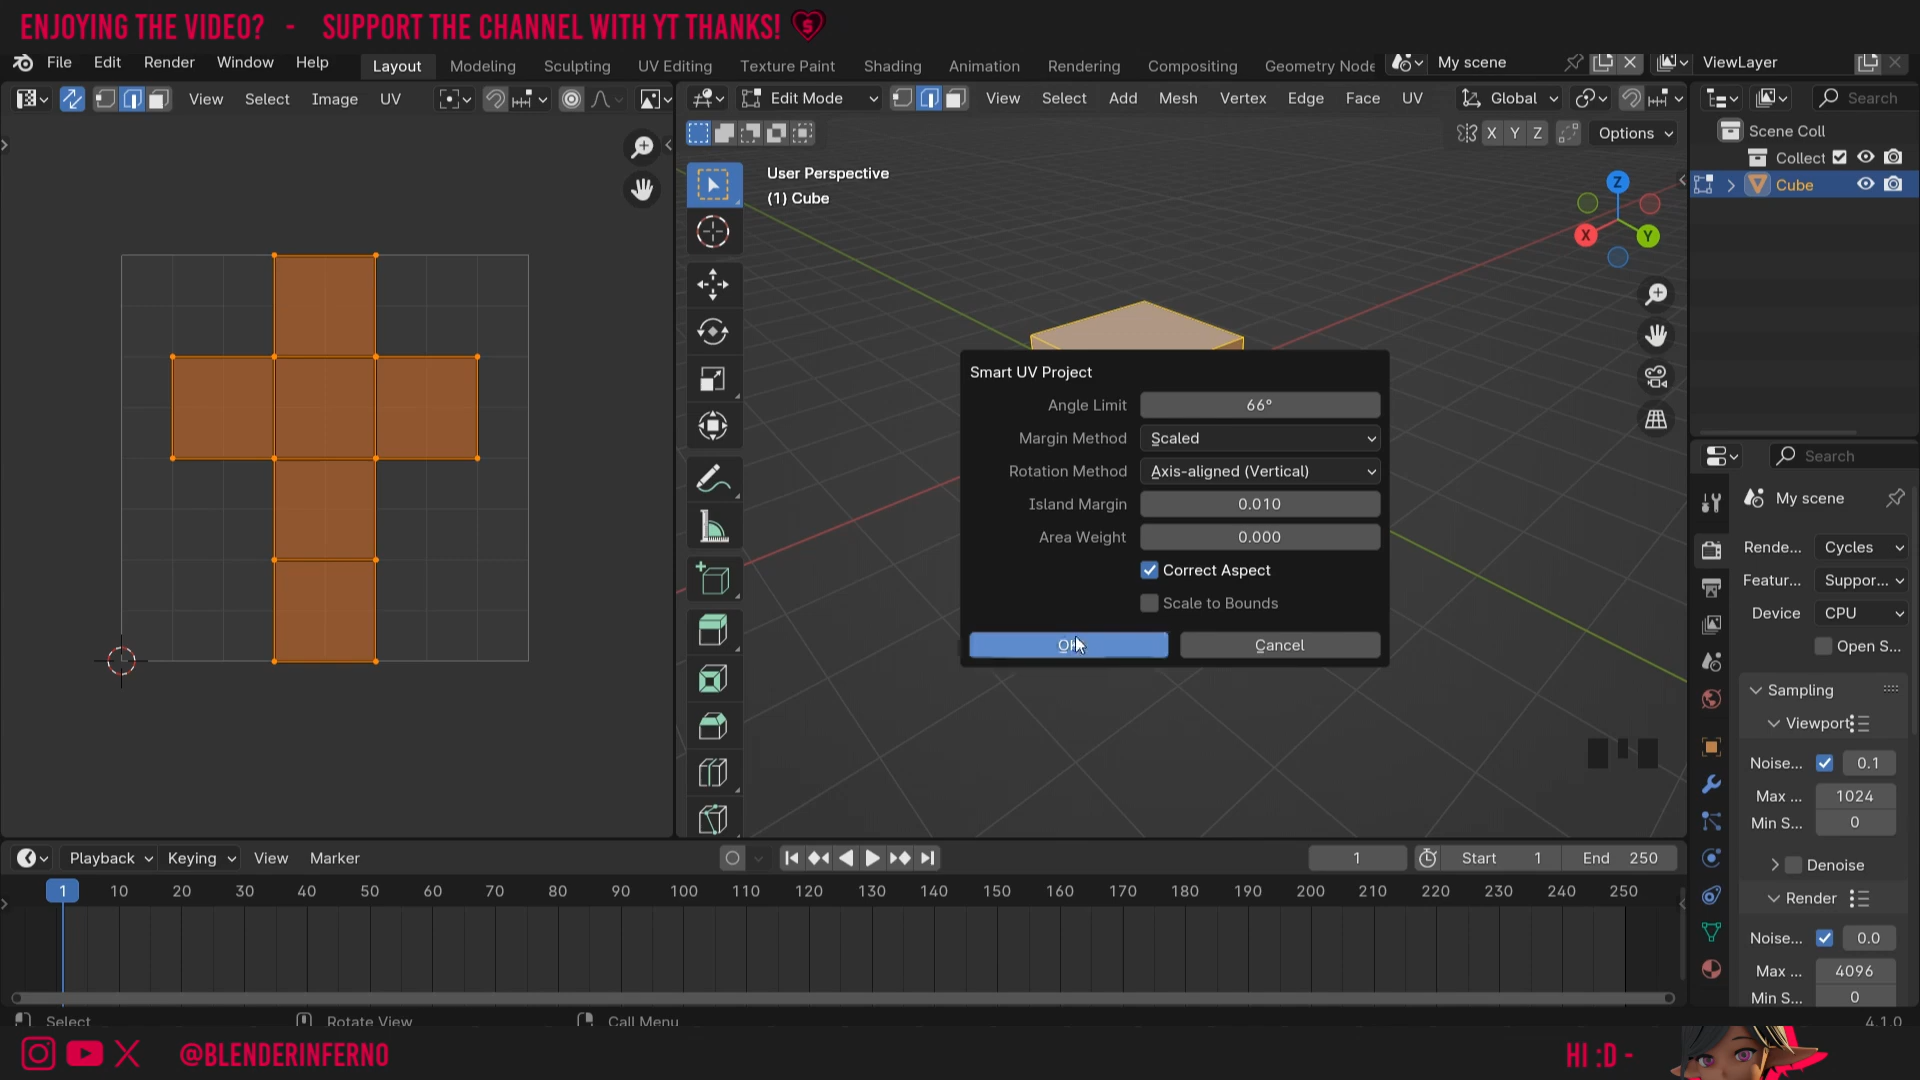 ENJOYING THE VIDEO? - SUPPORT THE CHANNEL WITH YT THANKS!
File Edit Render Window Help Layout Modeling Sculpting UV Editing Texture Paint Shading Animation Rendering Compositing Geometry Node My scene ViewLayer
View Select Image UV Edit Mode View Select Add Mesh Vertex Edge Face UV Global Search
X Y Z Options
Scene Coll
Collect
Cube
User Perspective
(1) Cube
Z
X
Y
Smart UV Project
Angle Limit 66°
Margin Method Scaled
Rotation Method Axis-aligned (Vertical)
Island Margin 0.010
Area Weight 0.000
Correct Aspect
Scale to Bounds
OK Cancel
Search
My scene
Rende... Cycles
Featur... Suppor...
Device CPU
Open S...
Sampling
Viewport
Noise... 0.1
Max ... 1024
Min S... 0
Denoise
Render
Noise... 0.0
Max ... 4096
Min S... 0
Playback Keying View Marker 1 Start 1 End 250
1 10 20 30 40 50 60 70 80 90 100 110 120 130 140 150 160 170 180 190 200 210 220 230 240 250
Select Rotate View Call Menu 4.1.0
@BLENDERINFERNO HI :D -